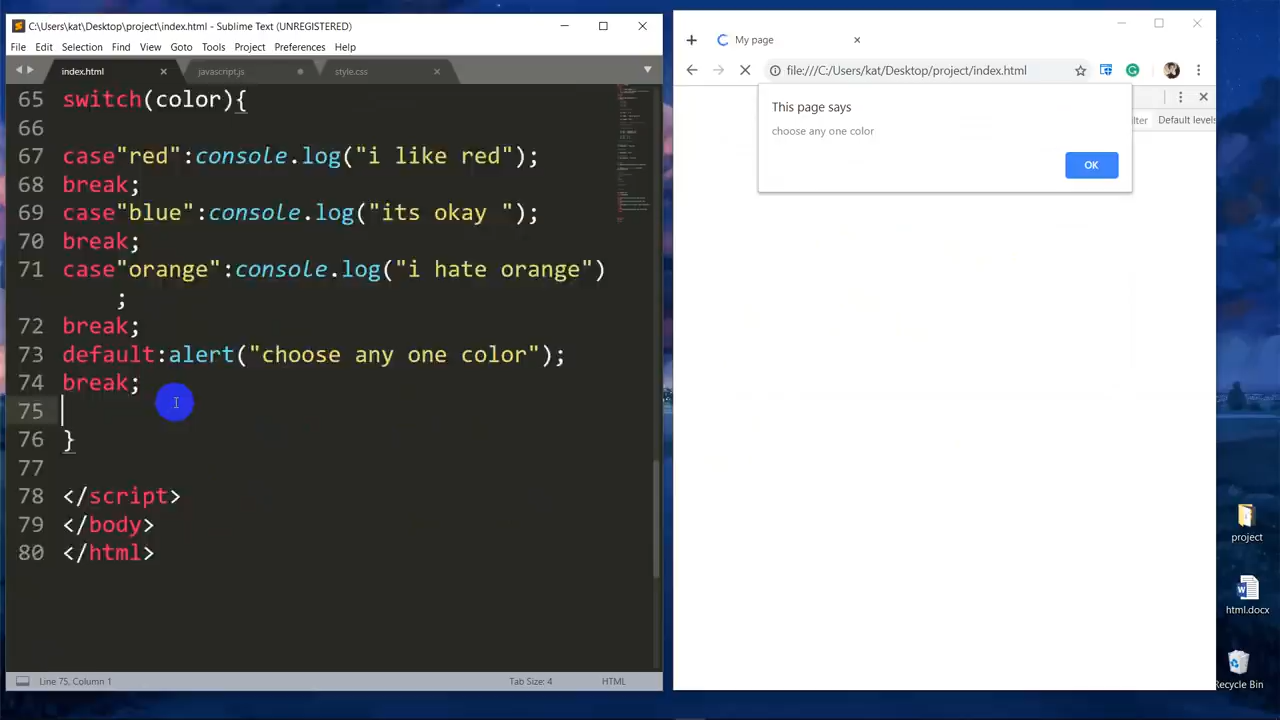 C:\Users\kat\Desktop\project\index.html - Sublime Text (UNREGISTERED)
File Edit Selection Find View Goto Tools Project Preferences Help
index.html javascript.js style.css
65 switch(color){
66
67 case"red":console.log("i like red");
68 break;
69 case"blue":console.log("its okay ");
70 break;
71 case"orange":console.log("i hate orange")
;
72 break;
73 default:alert("choose any one color");
74 break;
75
76 }
77
78 </script>
79 </body>
80 </html>
Line 75, Column 1 Tab Size: 4 HTML
My page
file:///C:/Users/kat/Desktop/project/index.html
This page says
choose any one color
OK
ilter Default levels
project
html.docx
Recycle Bin